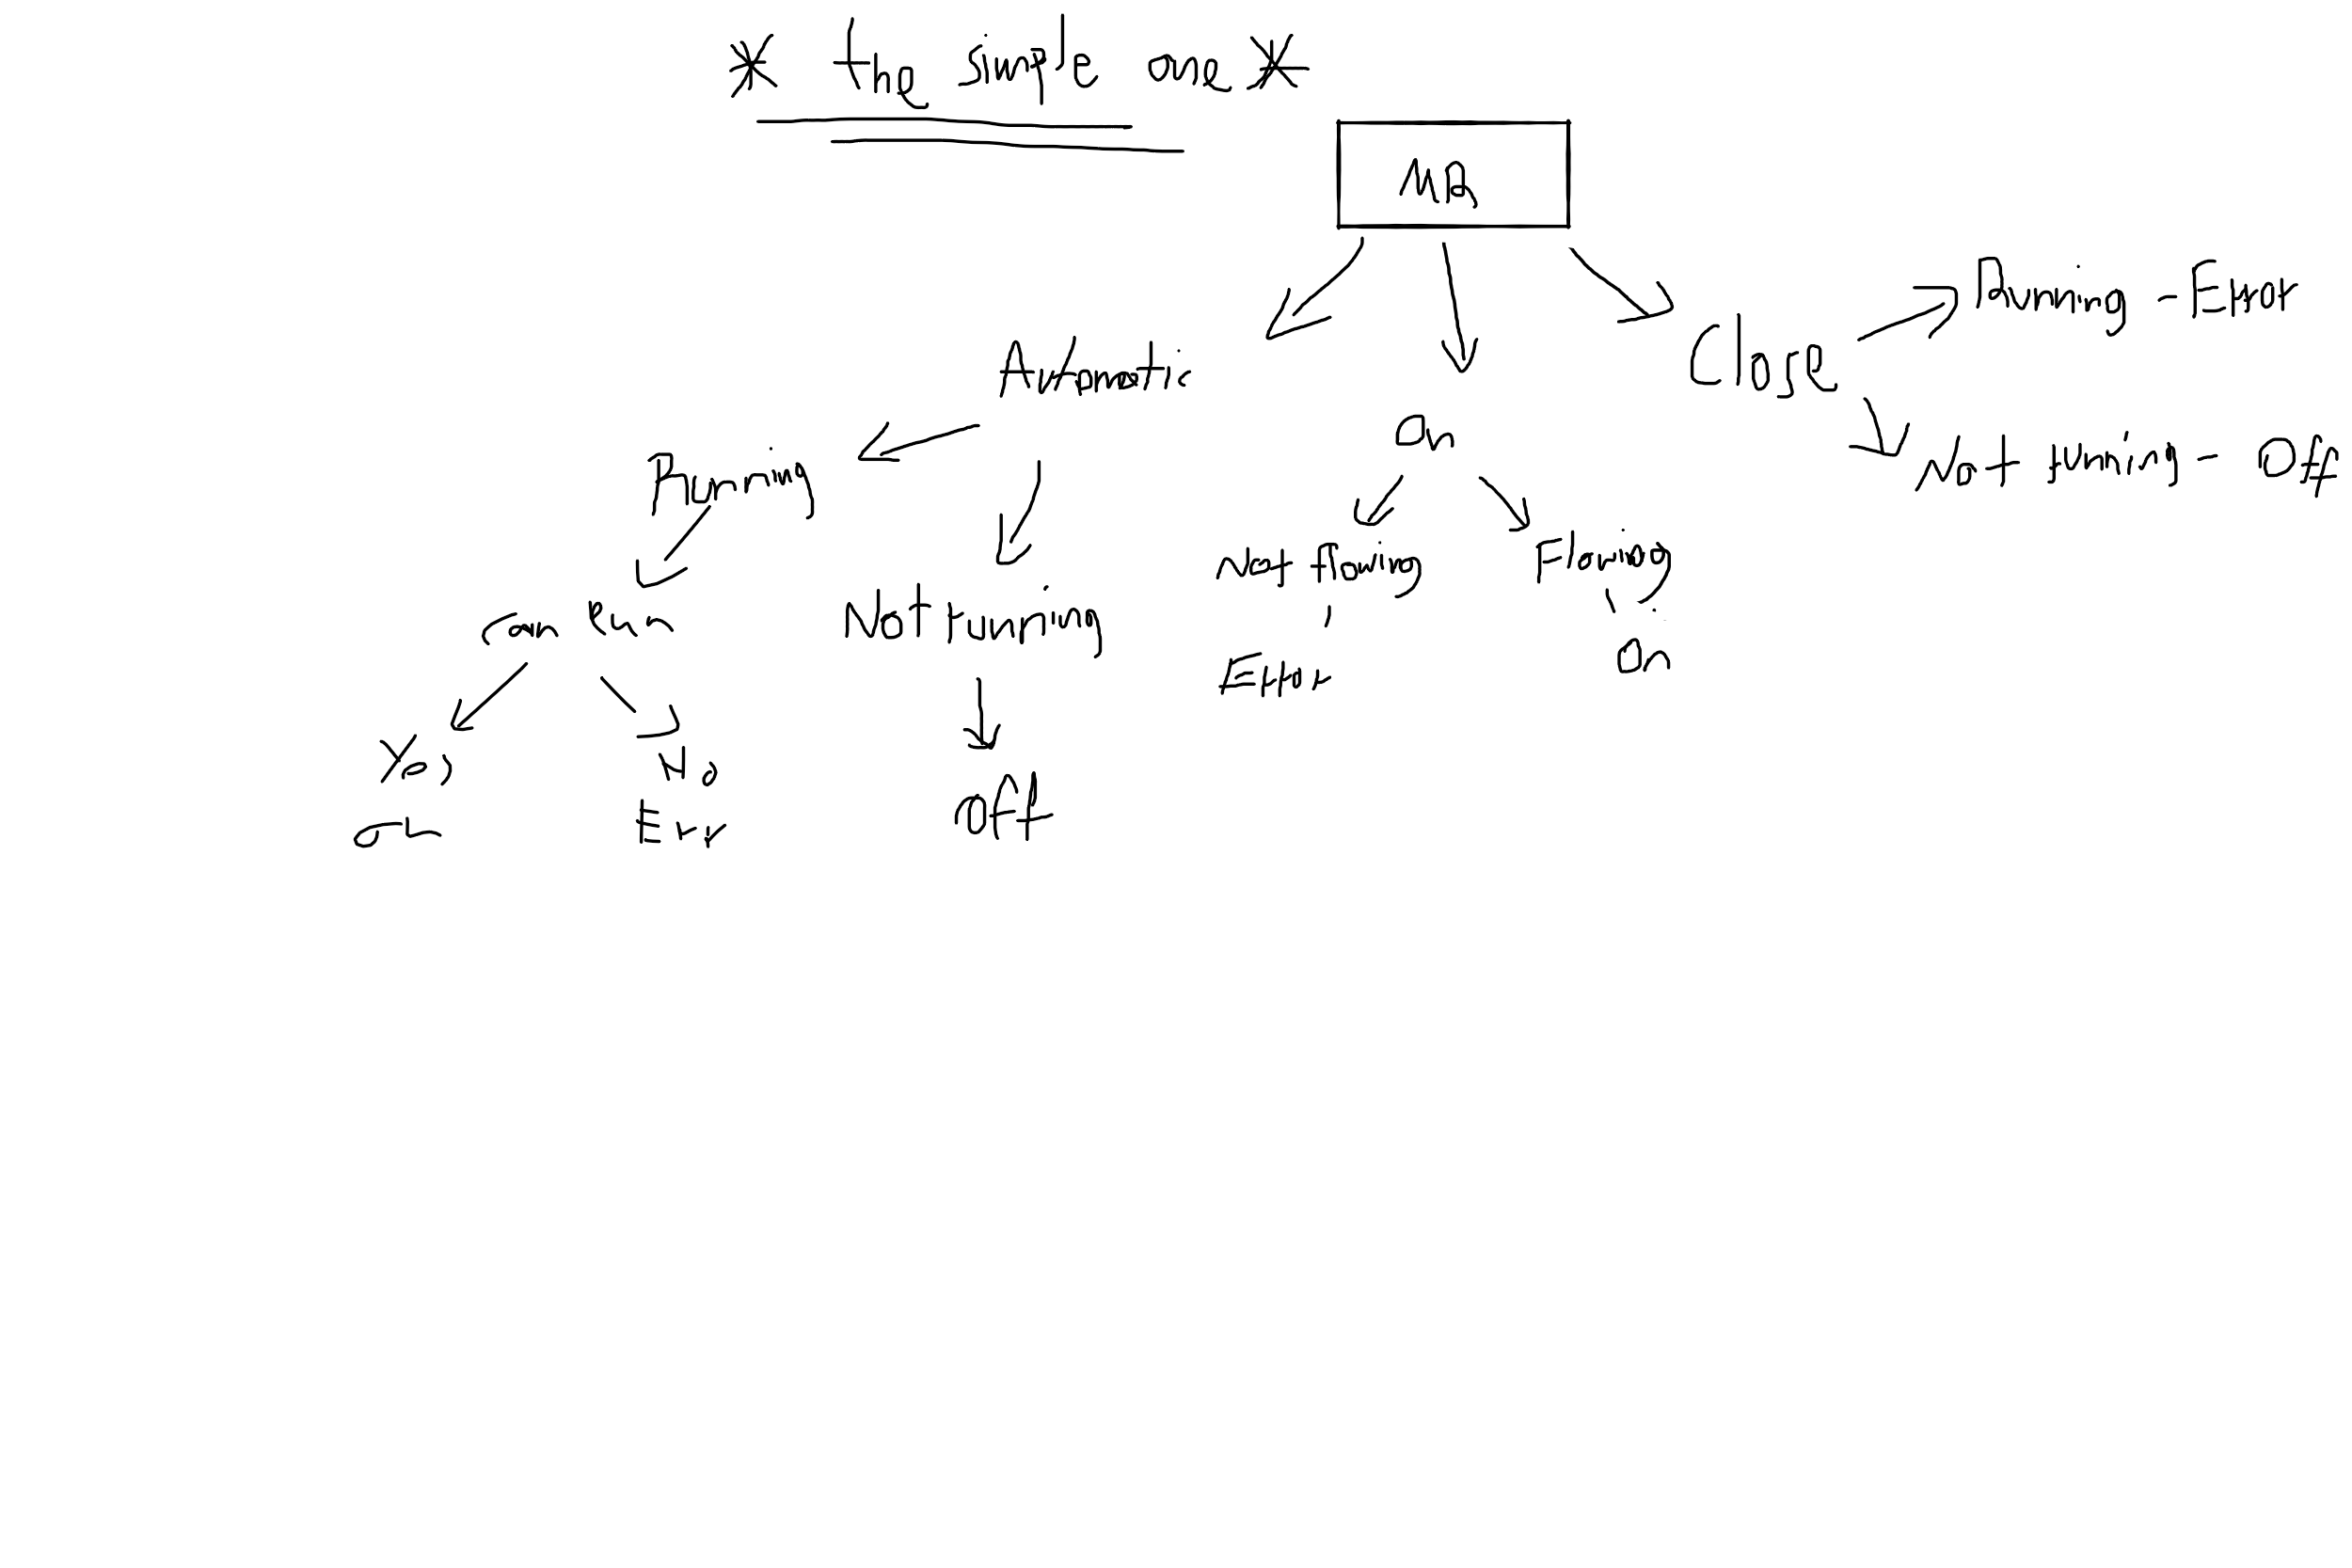 * the simple one *
MR
Automatic
On
Close
Running - Error
Not running - Off
Running
Not running
Can Run
Not flowing
Flowing
Error
On
Yes
No
On
Err
Off